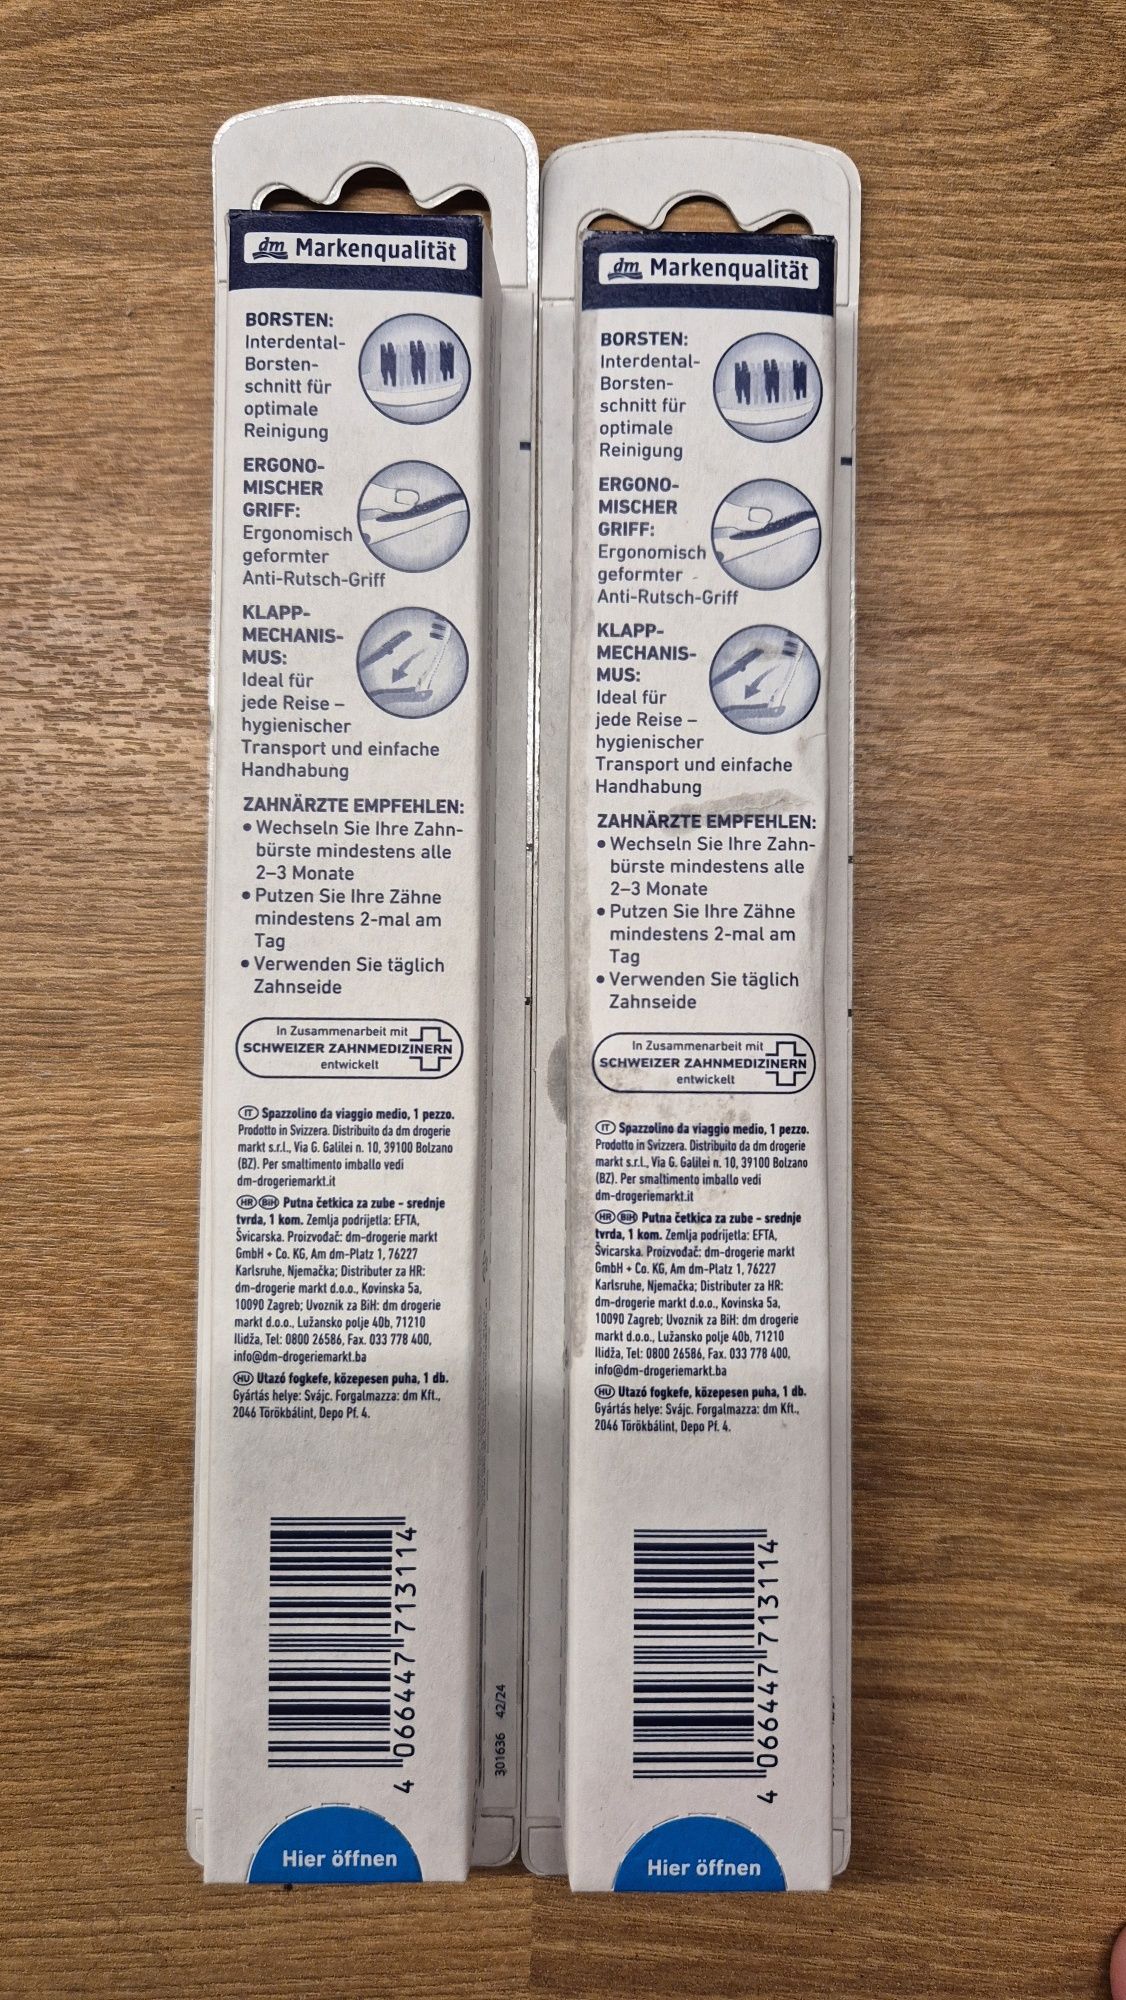 dm Markenqualität
BORSTEN:
Interdental-
Borsten-
schnitt für
optimale
Reinigung
ERGONO-
MISCHER
GRIFF:
Ergonomisch
geformter
Anti-Rutsch-Griff
KLAPP-
MECHANIS-
MUS:
Ideal für
jede Reise –
hygienischer
Transport und einfache
Handhabung
ZAHNÄRZTE EMPFEHLEN:
• Wechseln Sie Ihre Zahn-
bürste mindestens alle
2–3 Monate
• Putzen Sie Ihre Zähne
mindestens 2-mal am
Tag
• Verwenden Sie täglich
Zahnseide
In Zusammenarbeit mit
SCHWEIZER ZAHNMEDIZINERN
entwickelt
IT Spazzolino da viaggio medio, 1 pezzo.
Prodotto in Svizzera. Distribuito da dm drogerie
markt s.r.l., Via G. Galilei n. 10, 39100 Bolzano
(BZ). Per smaltimento imballo vedi
dm-drogeriemarkt.it
HR BIH Putna četkica za zube – srednje
tvrda, 1 kom. Zemlja podrijetla: EFTA,
Švicarska. Proizvođač: dm-drogerie markt
GmbH + Co. KG, Am dm-Platz 1, 76227
Karlsruhe, Njemačka; Distributer za HR:
dm-drogerie markt d.o.o., Kovinska 5a,
10090 Zagreb; Uvoznik za BiH: dm drogerie
markt d.o.o., Lužansko polje 40b, 71210
Ilidža, Tel: 0800 26586, Fax. 033 778 400,
info@dm-drogeriemarkt.ba
HU Utazó fogkefe, közepesen puha, 1 db.
Gyártás helye: Svájc. Forgalmazza: dm Kft.,
2046 Törökbálint, Depo Pf. 4.
4 066447 713114
301636 42/24
Hier öffnen
dm Markenqualität
BORSTEN:
Interdental-
Borsten-
schnitt für
optimale
Reinigung
ERGONO-
MISCHER
GRIFF:
Ergonomisch
geformter
Anti-Rutsch-Griff
KLAPP-
MECHANIS-
MUS:
Ideal für
jede Reise –
hygienischer
Transport und einfache
Handhabung
ZAHNÄRZTE EMPFEHLEN:
• Wechseln Sie Ihre Zahn-
bürste mindestens alle
2–3 Monate
• Putzen Sie Ihre Zähne
mindestens 2-mal am
Tag
• Verwenden Sie täglich
Zahnseide
In Zusammenarbeit mit
SCHWEIZER ZAHNMEDIZINERN
entwickelt
IT Spazzolino da viaggio medio, 1 pezzo.
Prodotto in Svizzera. Distribuito da dm drogerie
markt s.r.l., Via G. Galilei n. 10, 39100 Bolzano
(BZ). Per smaltimento imballo vedi
dm-drogeriemarkt.it
HR BIH Putna četkica za zube – srednje
tvrda, 1 kom. Zemlja podrijetla: EFTA,
Švicarska. Proizvođač: dm-drogerie markt
GmbH + Co. KG, Am dm-Platz 1, 76227
Karlsruhe, Njemačka; Distributer za HR:
dm-drogerie markt d.o.o., Kovinska 5a,
10090 Zagreb; Uvoznik za BiH: dm drogerie
markt d.o.o., Lužansko polje 40b, 71210
Ilidža, Tel: 0800 26586, Fax. 033 778 400,
info@dm-drogeriemarkt.ba
HU Utazó fogkefe, közepesen puha, 1 db.
Gyártás helye: Svájc. Forgalmazza: dm Kft.,
2046 Törökbálint, Depo Pf. 4.
4 066447 713114
Hier öffnen